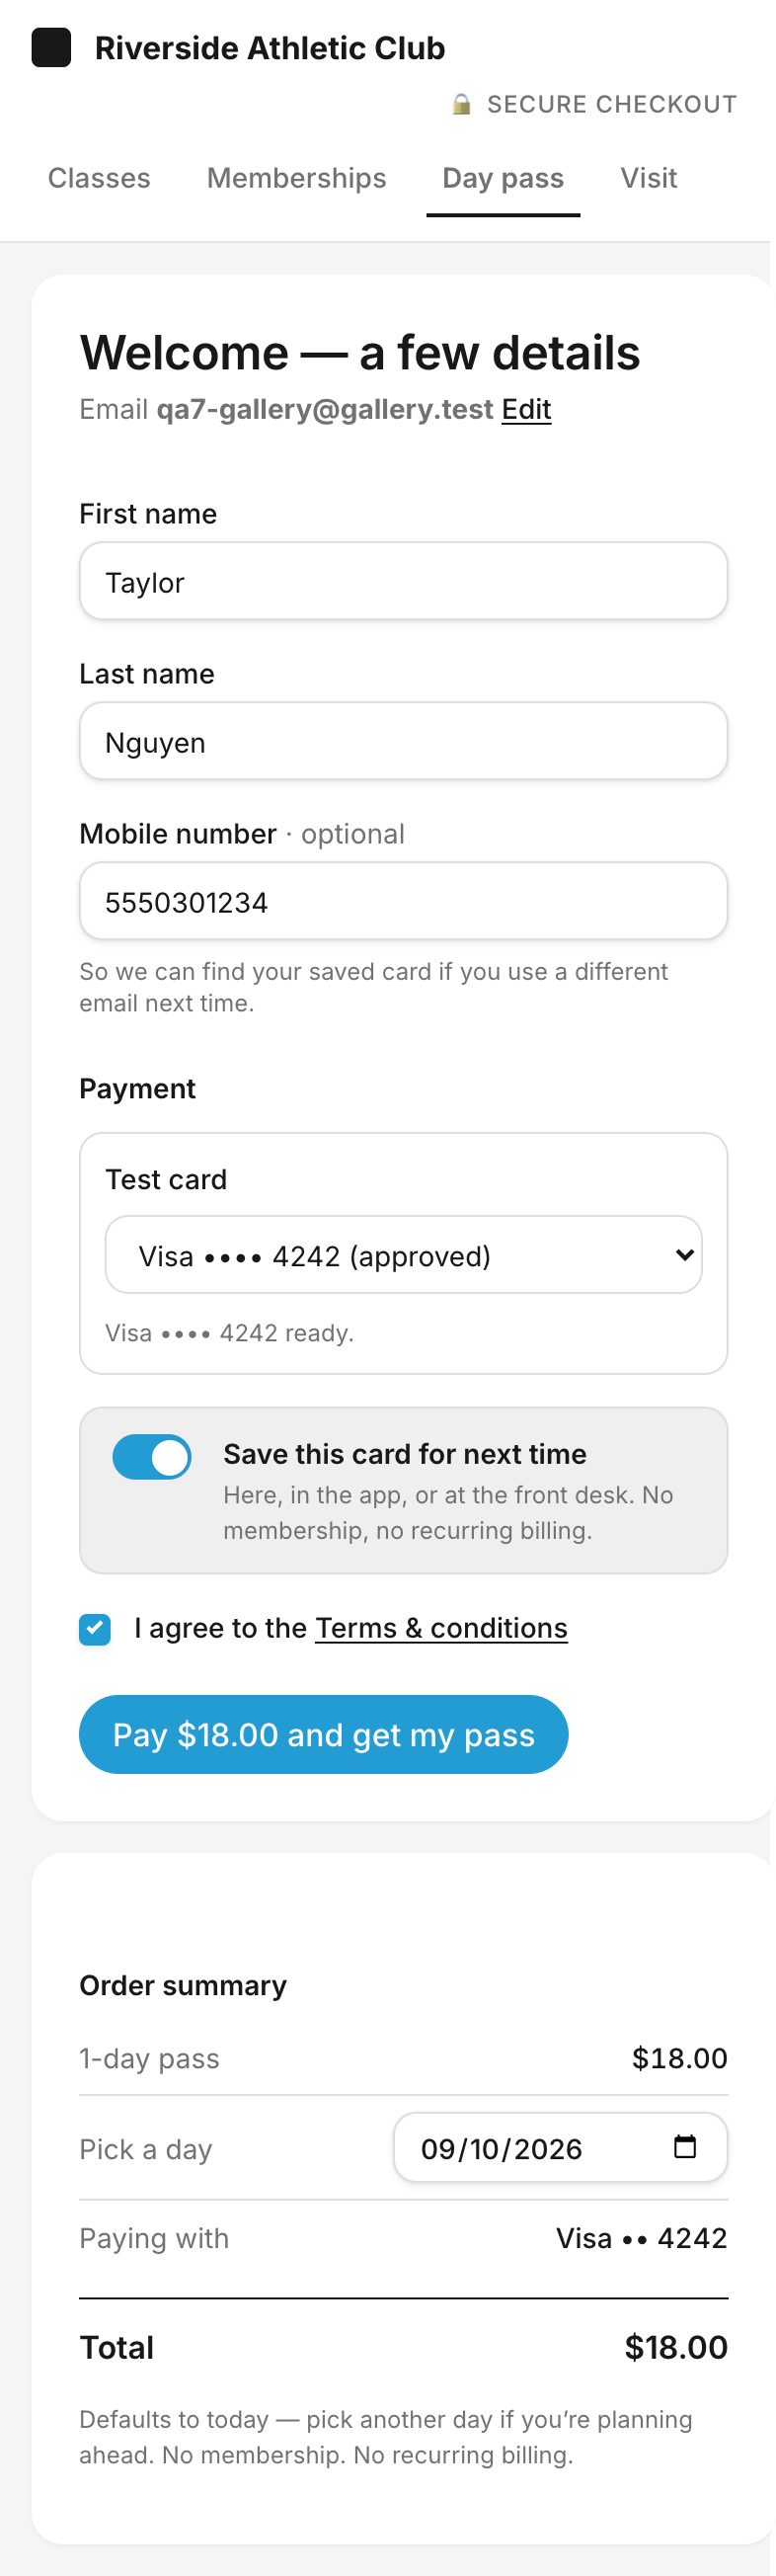 Riverside Athletic Club
🔒 SECURE CHECKOUT
Classes Memberships Day pass Visit
Welcome — a few details
Email qa7-gallery@gallery.test Edit
First name
Taylor
Last name
Nguyen
Mobile number · optional
5550301234
So we can find your saved card if you use a different
email next time.
Payment
Test card
Visa •••• 4242 (approved)
Visa •••• 4242 ready.
Save this card for next time
Here, in the app, or at the front desk. No
membership, no recurring billing.
I agree to the Terms & conditions
Pay $18.00 and get my pass
Order summary
1-day pass $18.00
Pick a day 09/10/2026
Paying with Visa •• 4242
Total $18.00
Defaults to today — pick another day if you’re planning
ahead. No membership. No recurring billing.